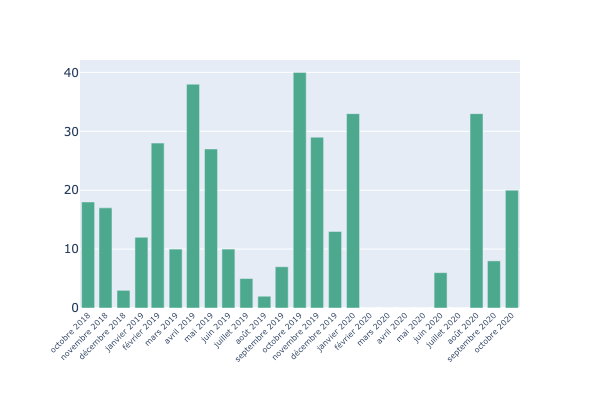 40
30
20
10
0
octobre 2018
novembre 2018
décembre 2018
janvier 2019
février 2019
mars 2019
avril 2019
mai 2019
juin 2019
juillet 2019
août 2019
septembre 2019
octobre 2019
novembre 2019
décembre 2019
janvier 2020
février 2020
mars 2020
avril 2020
mai 2020
juin 2020
juillet 2020
août 2020
septembre 2020
octobre 2020